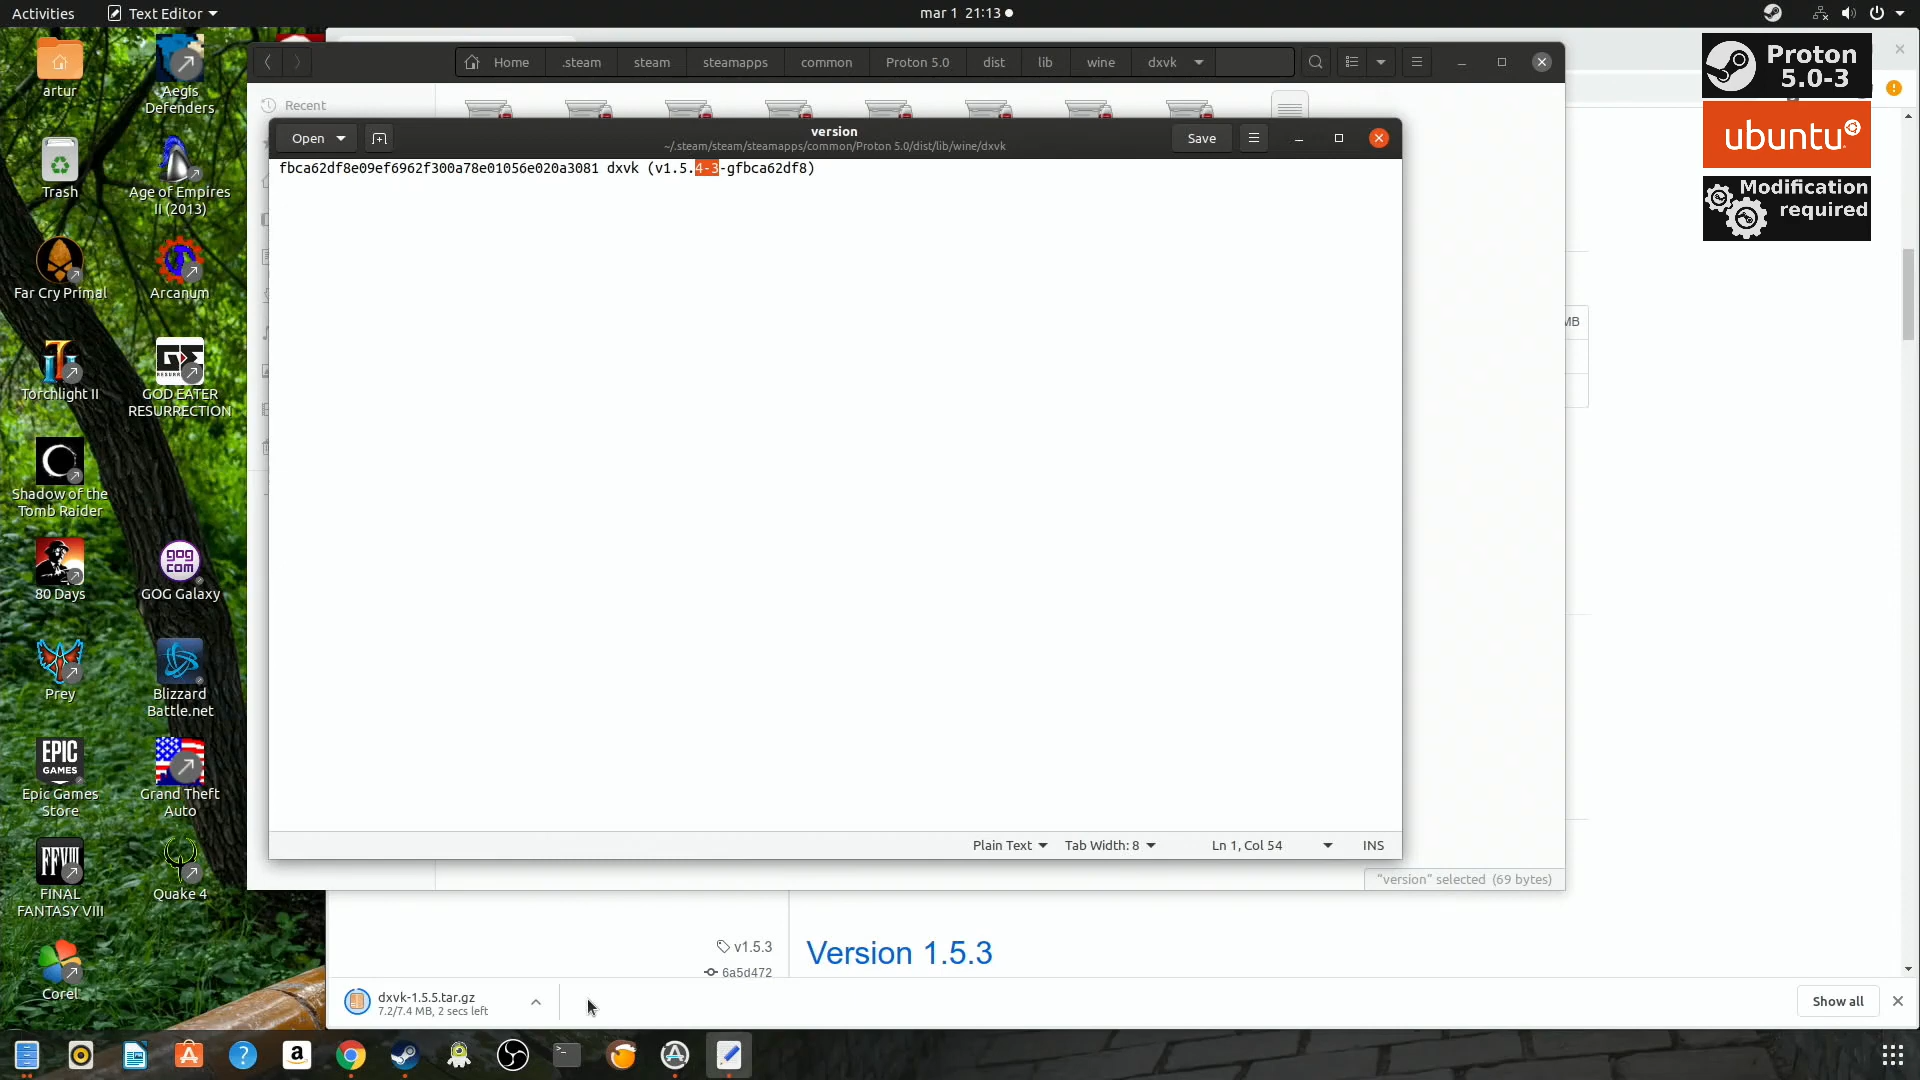 Activities
Text Editor
mar 1 21:13
artur
Aegis
Defenders
Trash
Age of Empires
II (2013)
Far Cry Primal
Arcanum
Torchlight II
GOD EATER
RESURRECTION
Shadow of the
Tomb Raider
80 Days
gog
com
GOG Galaxy
Prey
Blizzard
Battle.net
EPIC
GAMES
Epic Games
Store
Grand Theft
Auto
FFVIII
FINAL
FANTASY VIII
Quake 4
Corel
Home
.steam
steam
steamapps
common
Proton 5.0
dist
lib
wine
dxvk
Recent
Open
version
~/.steam/steam/steamapps/common/Proton 5.0/dist/lib/wine/dxvk
Save
fbca62df8e09ef6962f300a78e01056e020a3081 dxvk (v1.5.4-3-gfbca62df8)
Plain Text
Tab Width: 8
Ln 1, Col 54
INS
"version" selected (69 bytes)
MB
Proton
5.0-3
ubuntu
Modification
required
v1.5.3
6a5d472
Version 1.5.3
dxvk-1.5.5.tar.gz
7.2/7.4 MB, 2 secs left
Show all